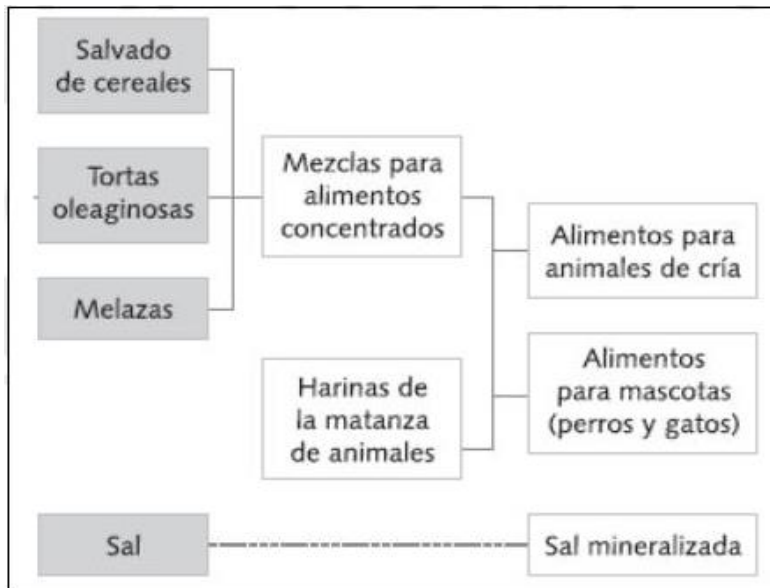 Salvado
de cereales
Tortas
oleaginosas
Melazas
Mezclas para
alimentos
concentrados
Harinas de
la matanza
de animales
Alimentos para
animales de cría
Alimentos
para mascotas
(perros y gatos)
Sal
Sal mineralizada